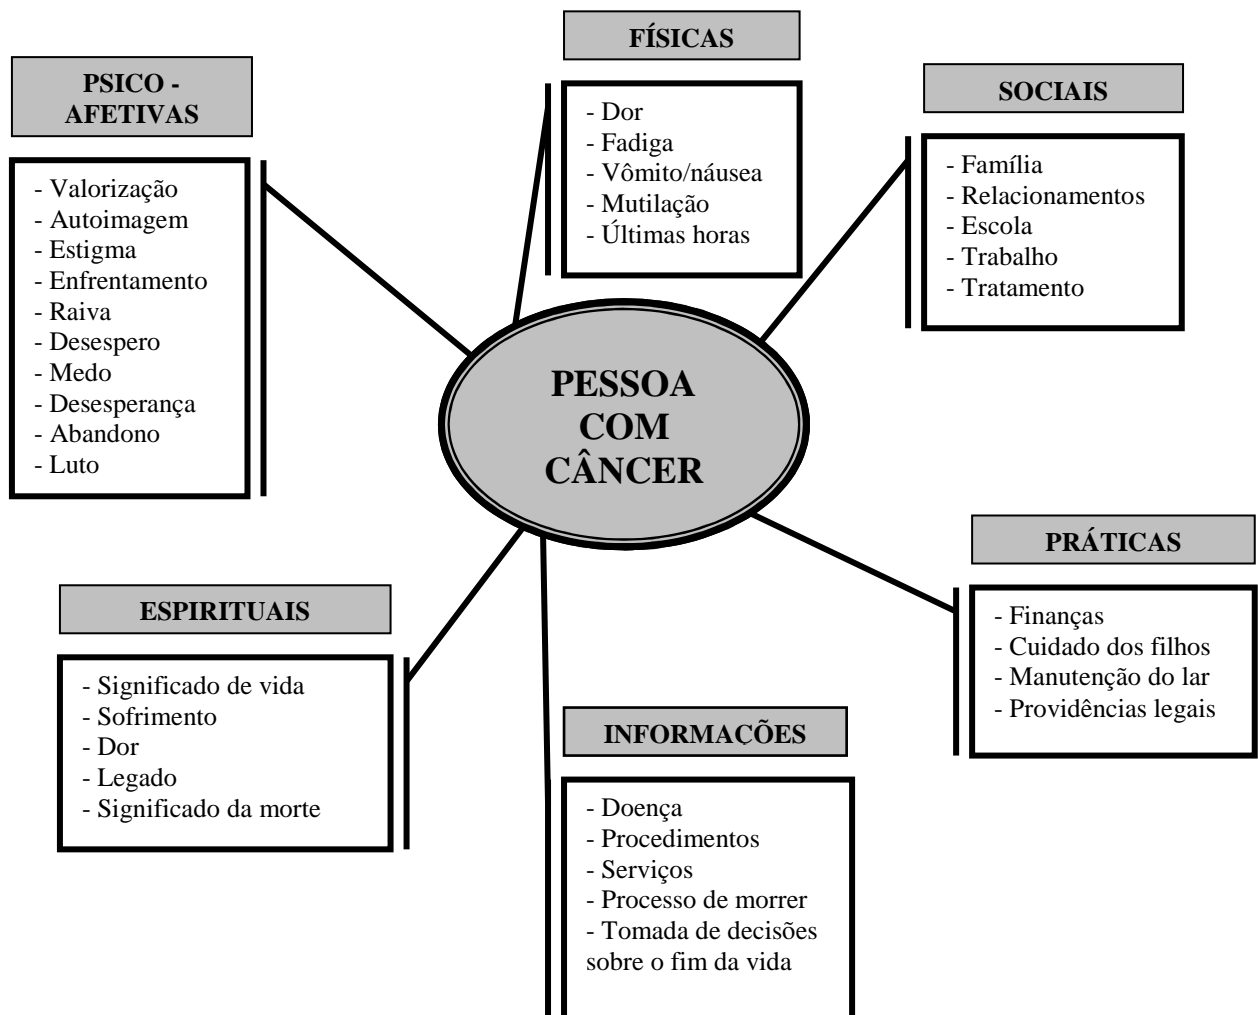 FÍSICAS
- Dor
- Fadiga
- Vômito/náusea
- Mutilação
- Últimas horas
PSICO -
AFETIVAS
- Valorização
- Autoimagem
- Estigma
- Enfrentamento
- Raiva
- Desespero
- Medo
- Desesperança
- Abandono
- Luto
SOCIAIS
- Família
- Relacionamentos
- Escola
- Trabalho
- Tratamento
PESSOA
COM
CÂNCER
PRÁTICAS
- Finanças
- Cuidado dos filhos
- Manutenção do lar
- Providências legais
ESPIRITUAIS
- Significado de vida
- Sofrimento
- Dor
- Legado
- Significado da morte
INFORMAÇÕES
- Doença
- Procedimentos
- Serviços
- Processo de morrer
- Tomada de decisões
sobre o fim da vida